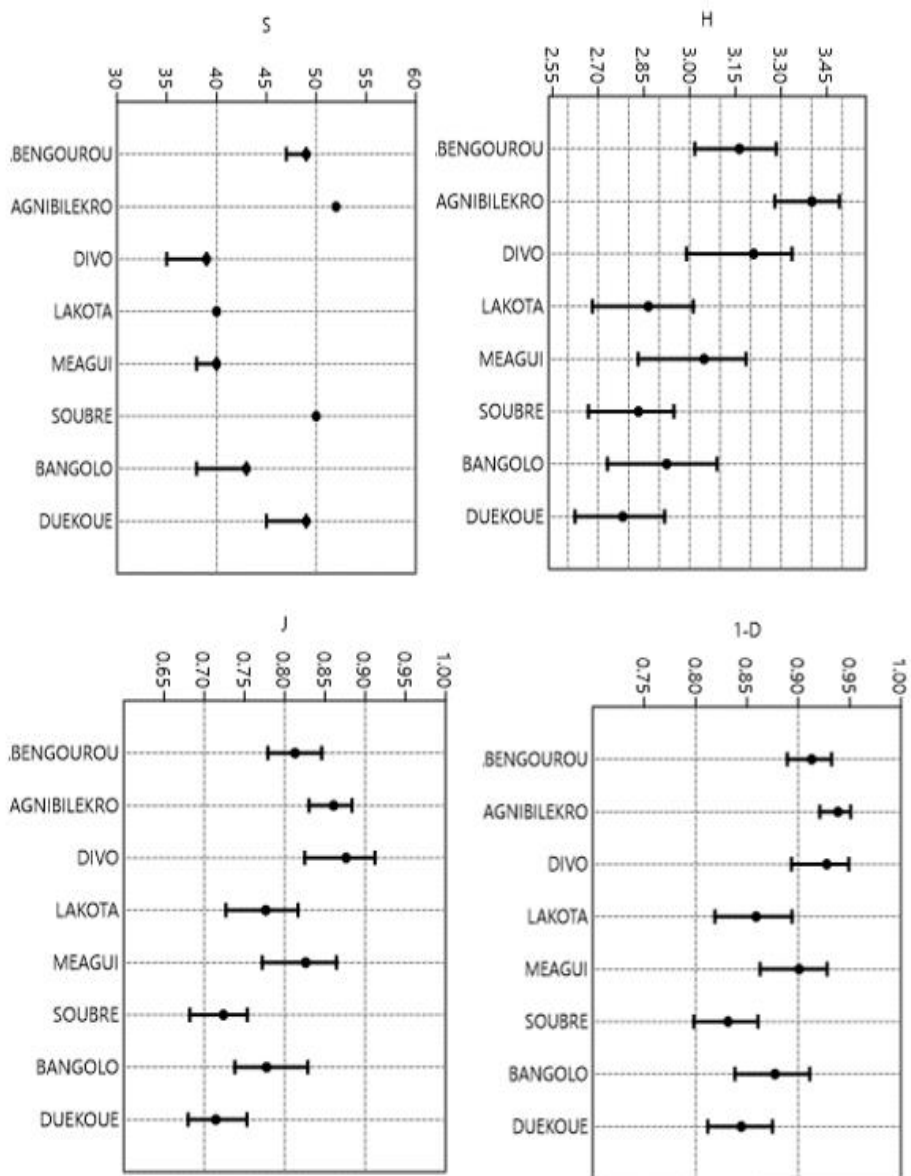 S
30 35 40 45 50 55 60
.BENGOUROU
AGNIBILEKRO
DIVO
LAKOTA
MEAGUI
SOUBRE
BANGOLO
DUEKOUE
H
2.55 2.70 2.85 3.00 3.15 3.30 3.45
.BENGOUROU
AGNIBILEKRO
DIVO
LAKOTA
MEAGUI
SOUBRE
BANGOLO
DUEKOUE
J
0.65 0.70 0.75 0.80 0.85 0.90 0.95 1.00
.BENGOUROU
AGNIBILEKRO
DIVO
LAKOTA
MEAGUI
SOUBRE
BANGOLO
DUEKOUE
1-D
0.75 0.80 0.85 0.90 0.95 1.00
.BENGOUROU
AGNIBILEKRO
DIVO
LAKOTA
MEAGUI
SOUBRE
BANGOLO
DUEKOUE